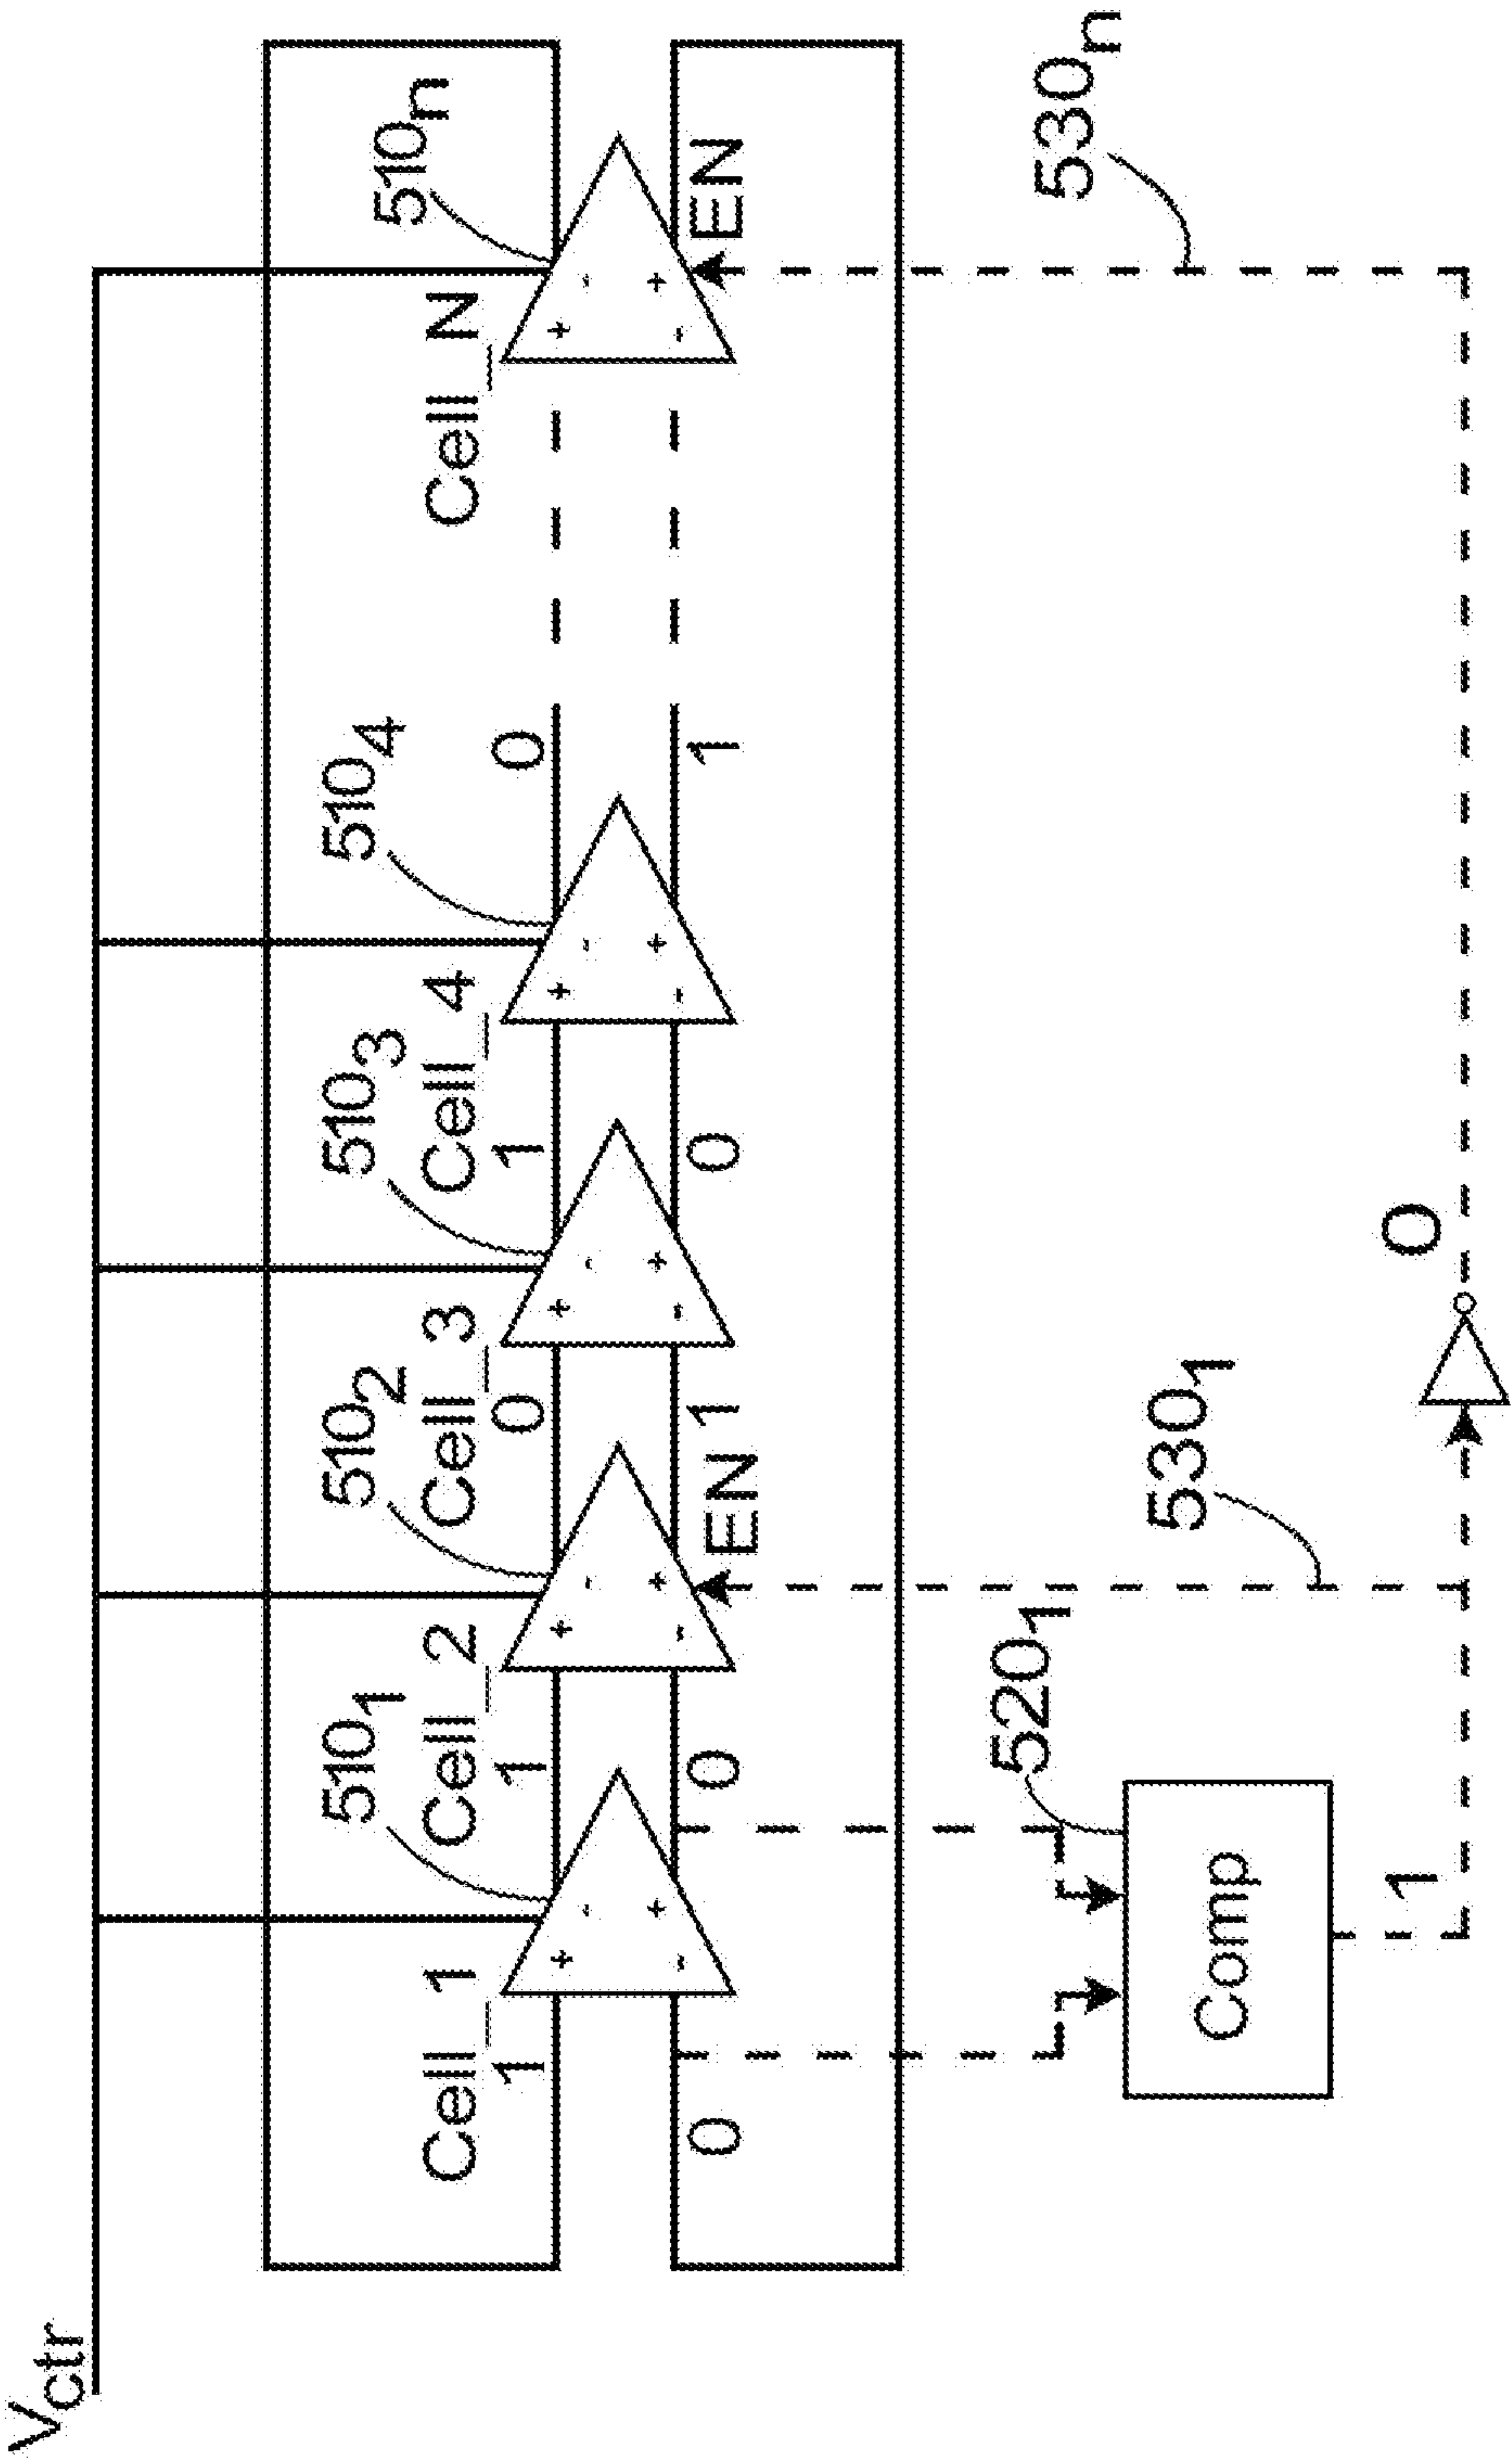 Vctr
510n
5104
5103
5102
5101
Cell_1
Cell_2
Cell_3
Cell_4
Cell_N
1
1
0
1
0
+ - + - + - + - + -
- + - + - + - + - +
0
0
1
0
1
EN
EN
5201
5301
530n
Comp
1
0